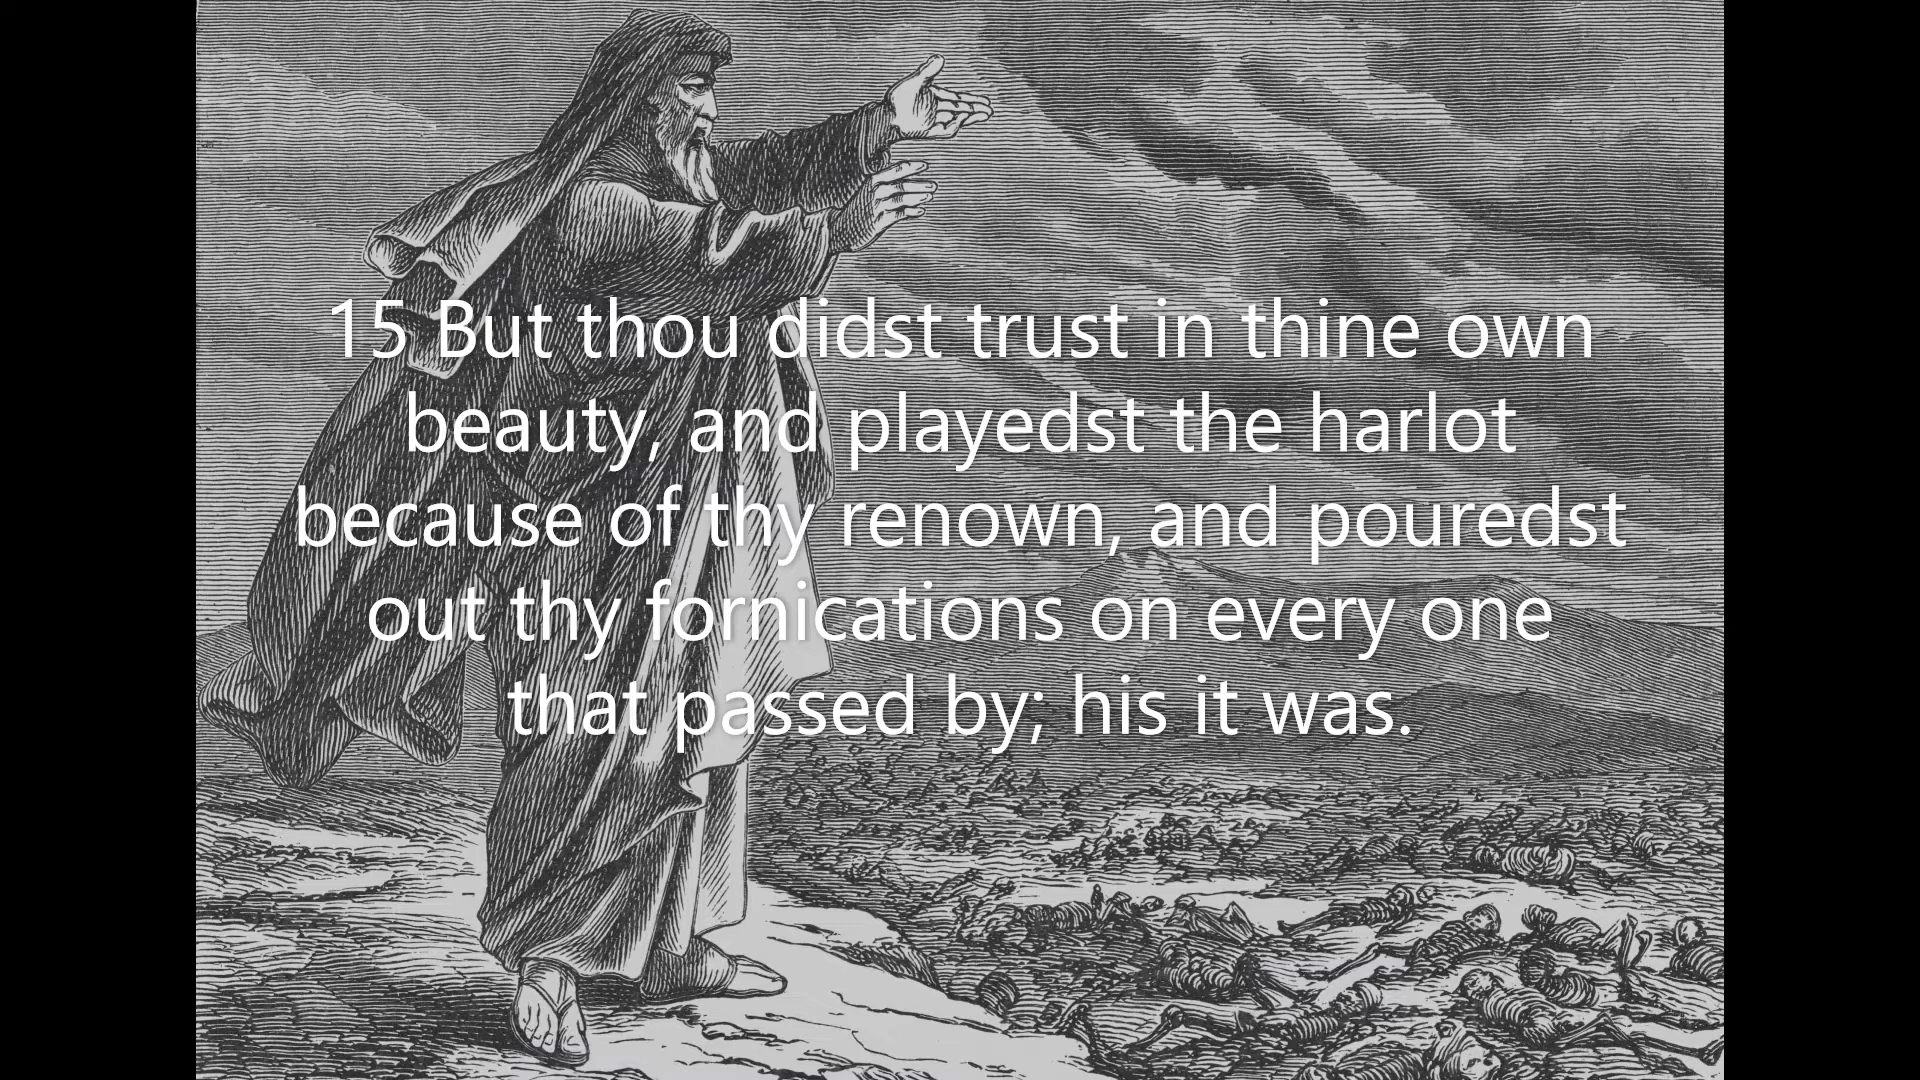 15 But thou didst trust in thine own
beauty, and playedst the harlot
because of thy renown, and pouredst
out thy fornications on every one
that passed by; his it was.